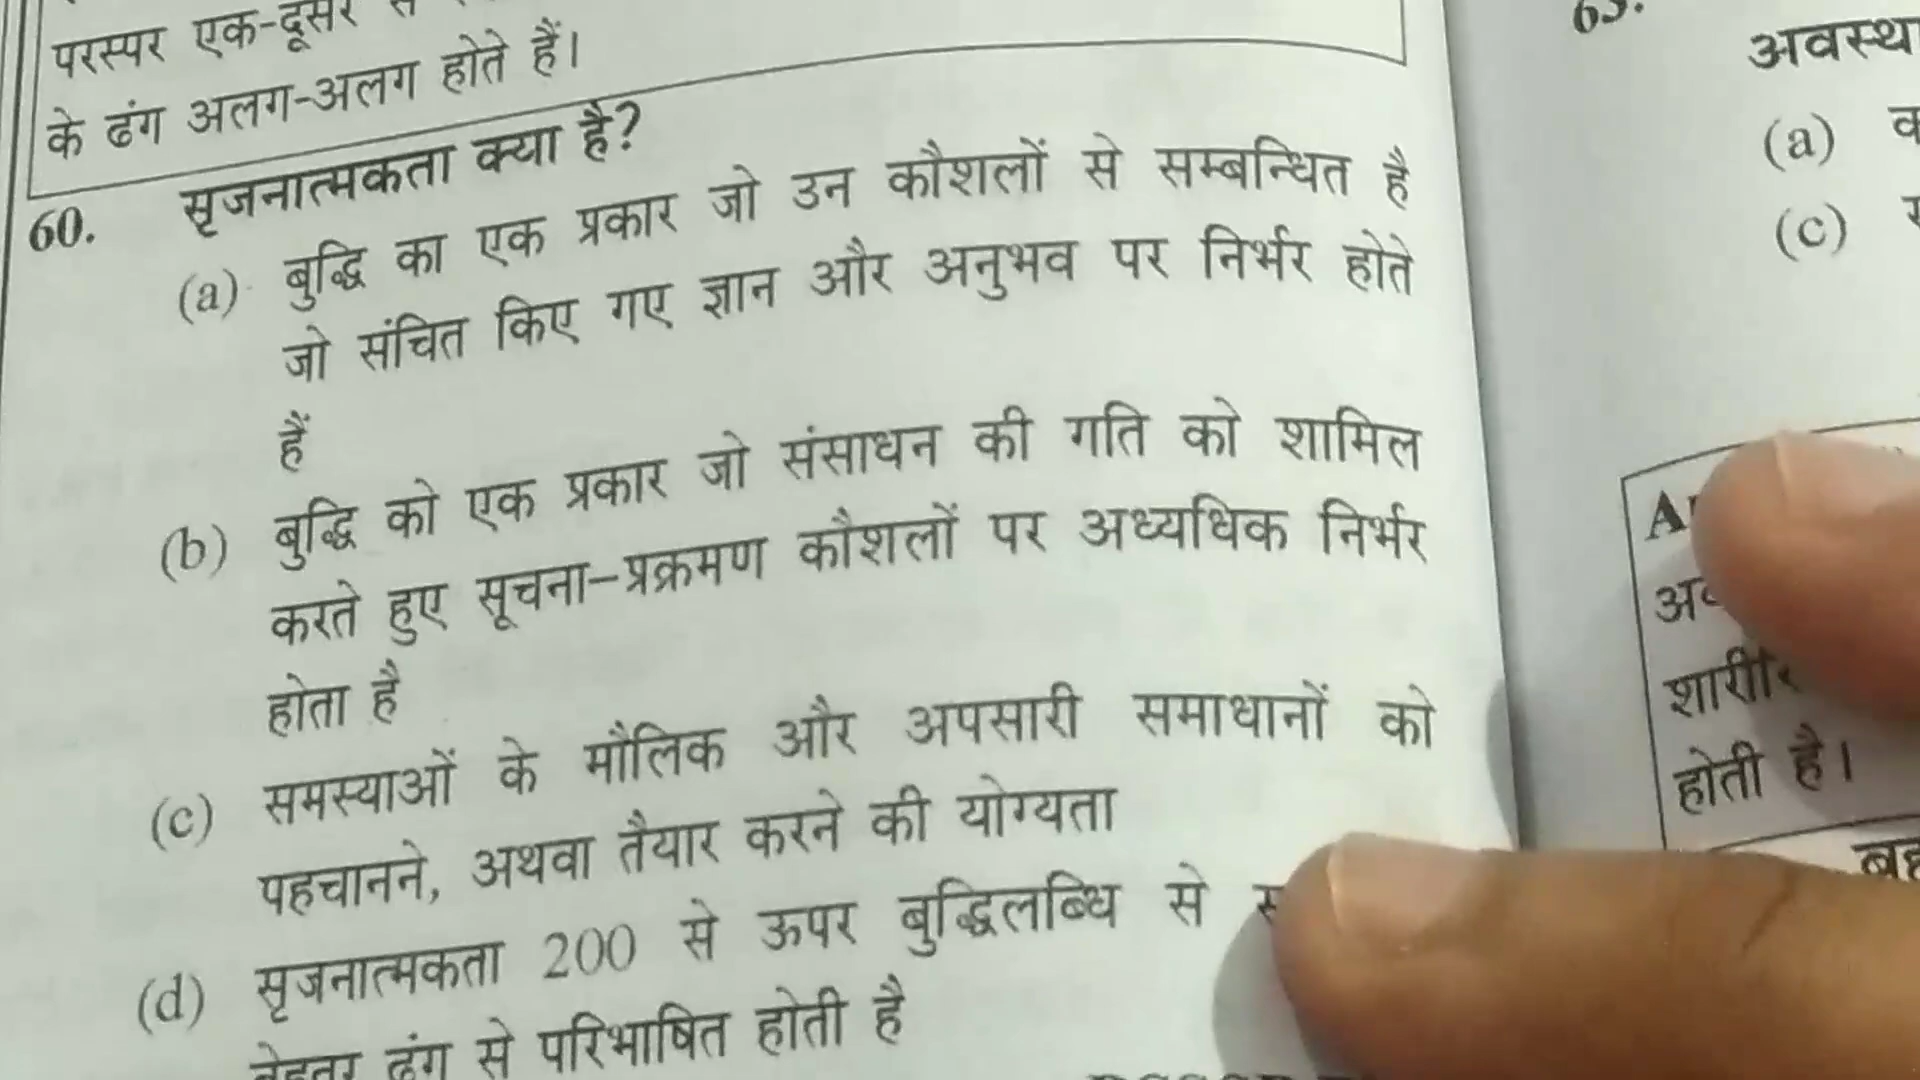 परस्पर एक-दूसरे
के ढंग अलग-अलग होते हैं।
60. सृजनात्मकता क्या है?
(a) बुद्धि का एक प्रकार जो उन कौशलों से सम्बन्धित है
जो संचित किए गए ज्ञान और अनुभव पर निर्भर होते
हैं
(b) बुद्धि को एक प्रकार जो संसाधन की गति को शामिल
करते हुए सूचना–प्रक्रमण कौशलों पर अध्यधिक निर्भर
होता है
(c) समस्याओं के मौलिक और अपसारी समाधानों को
पहचानने, अथवा तैयार करने की योग्यता
(d) सृजनात्मकता 200 से ऊपर बुद्धिलब्धि से
बेहतर ढंग से परिभाषित होती है
(a)
(c)
होती है।